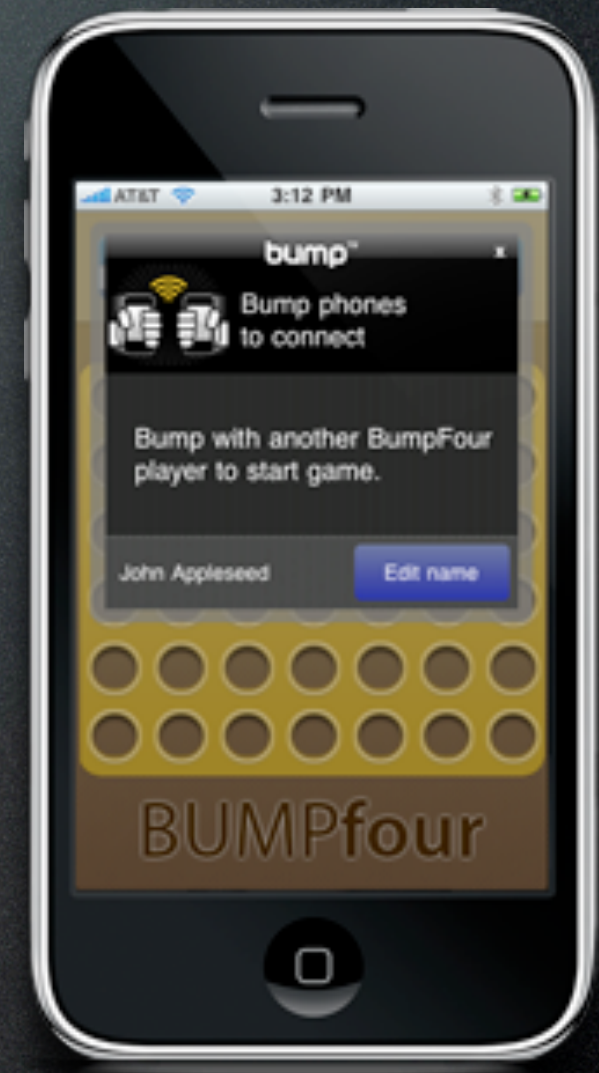 AT&T 3:12 PM
bump™ x
Bump phones
to connect
Bump with another BumpFour
player to start game.
John Appleseed Edit name
BUMPfour